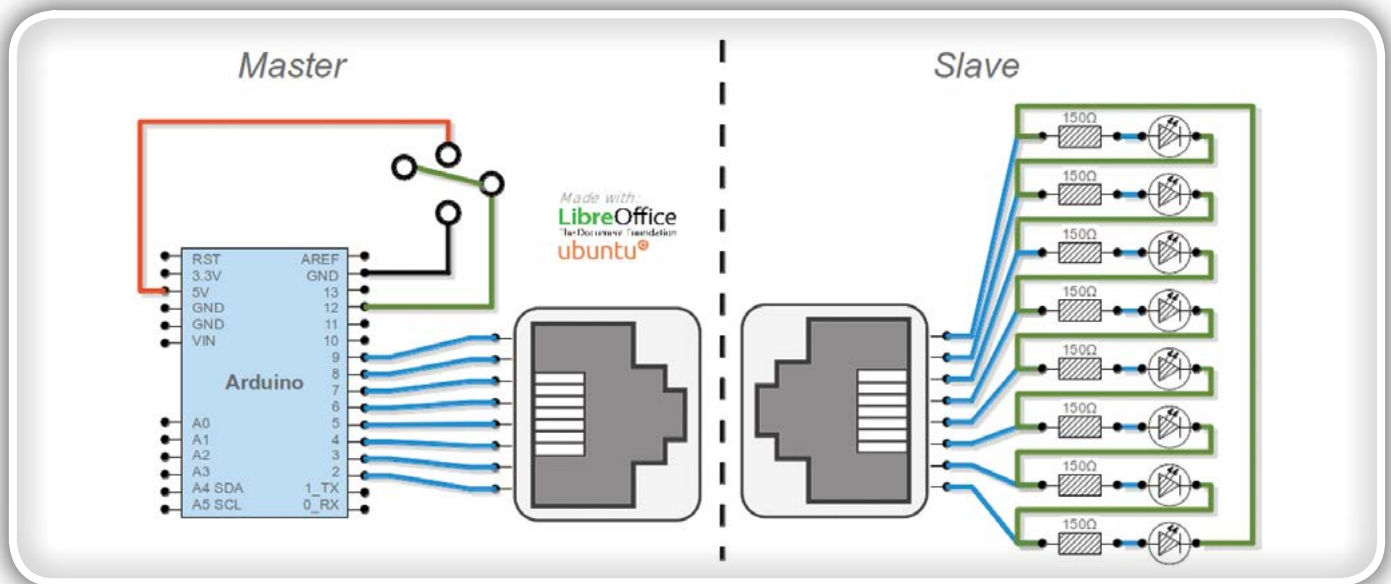 Master
Slave
Made with:
LibreOffice
The Document Foundation
ubuntu
RST
3.3V
5V
GND
GND
VIN
A0
A1
A2
A3
A4 SDA
A5 SCL
Arduino
AREF
GND
13
12
11
10
9
8
7
6
5
4
3
2
1_TX
0_RX
150Ω
150Ω
150Ω
150Ω
150Ω
150Ω
150Ω
150Ω